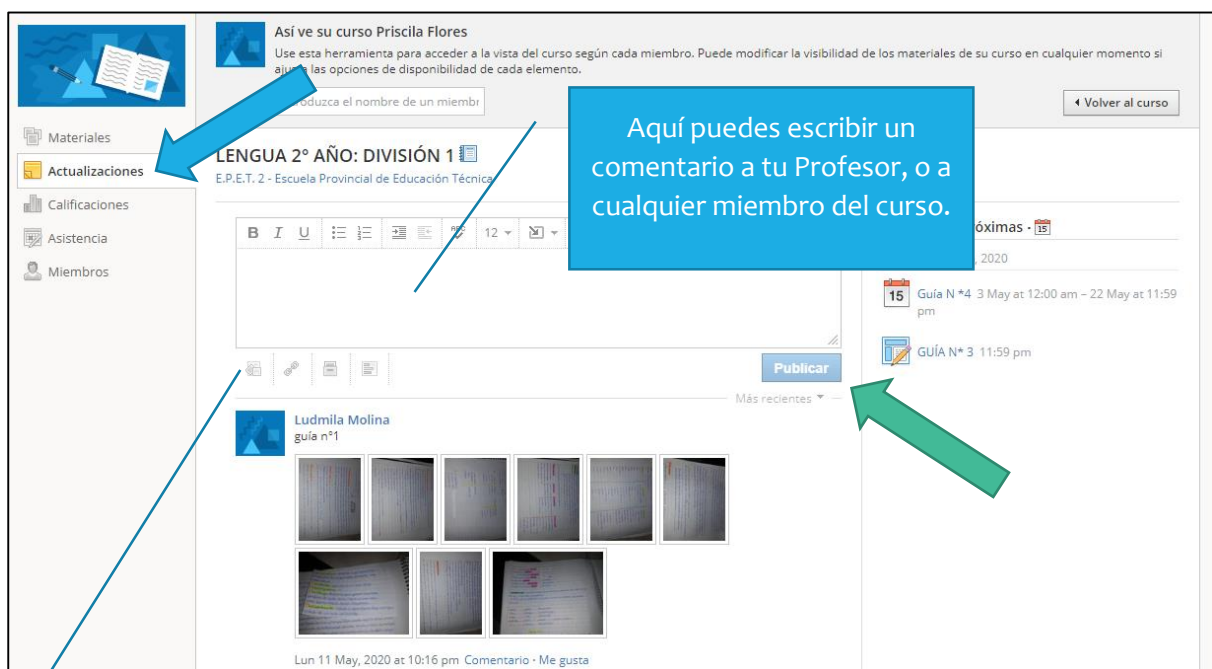 Así ve su curso Priscila Flores
Use esta herramienta para acceder a la vista del curso según cada miembro. Puede modificar la visibilidad de los materiales de su curso en cualquier momento si
las opciones de disponibilidad de cada elemento.
oduzca el nombre de un miembr
Volver al curso
Aquí puedes escribir un
comentario a tu Profesor, o a
cualquier miembro del curso.
Materiales
Actualizaciones
Calificaciones
Asistencia
Miembros
LENGUA 2° AÑO: DIVISIÓN 1
E.P.E.T. 2 - Escuela Provincial de Educación Técnica
B I U 12
óximas · 15
, 2020
15 Guía N *4 3 May at 12:00 am – 22 May at 11:59
pm
GUÍA N* 3 11:59 pm
Publicar
Más recientes
Ludmila Molina
guía n°1
Lun 11 May, 2020 at 10:16 pm Comentario · Me gusta